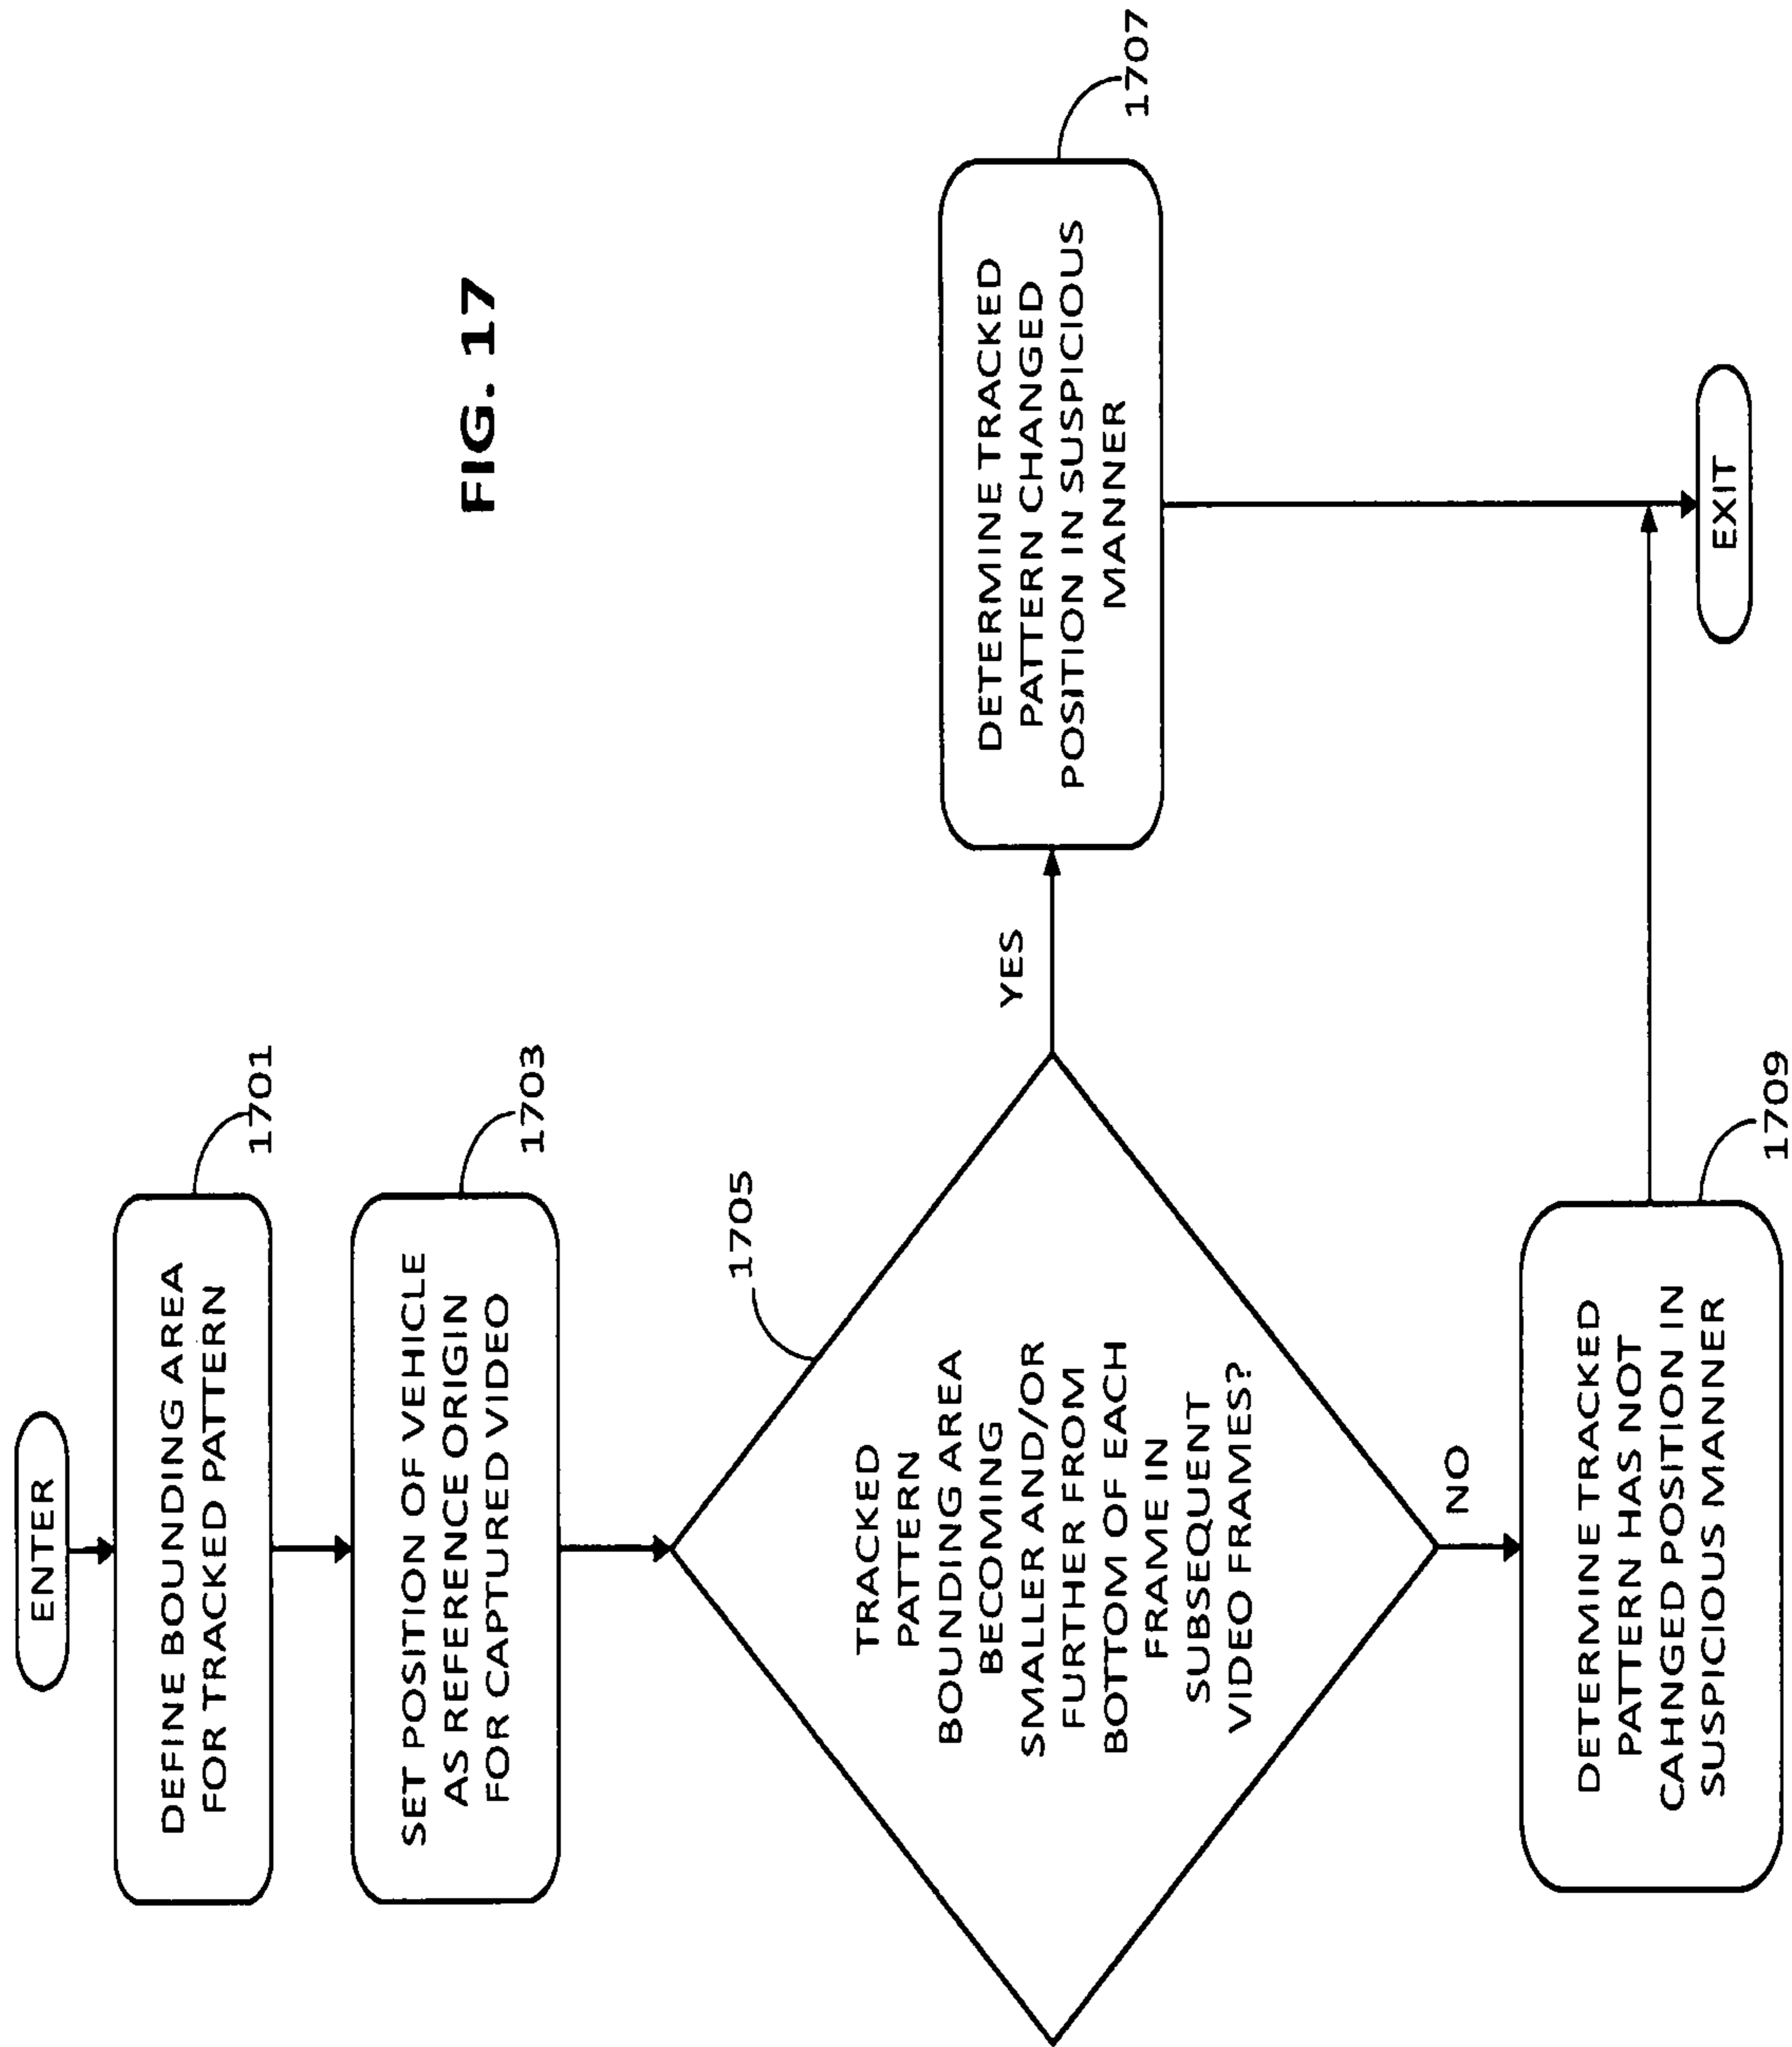 FIG. 17
ENTER
DEFINE BOUNDING AREA
FOR TRACKED PATTERN
1701
SET POSITION OF VEHICLE
AS REFERENCE ORIGIN
FOR CAPTURED VIDEO
1703
TRACKED
PATTERN
BOUNDING AREA
BECOMING
SMALLER AND/OR
FURTHER FROM
BOTTOM OF EACH
FRAME IN
SUBSEQUENT
VIDEO FRAMES?
1705
YES
DETERMINE TRACKED
PATTERN CHANGED
POSITION IN SUSPICIOUS
MANNER
1707
NO
DETERMINE TRACKED
PATTERN HAS NOT
CAHNGED POSITION IN
SUSPICIOUS MANNER
1709
EXIT